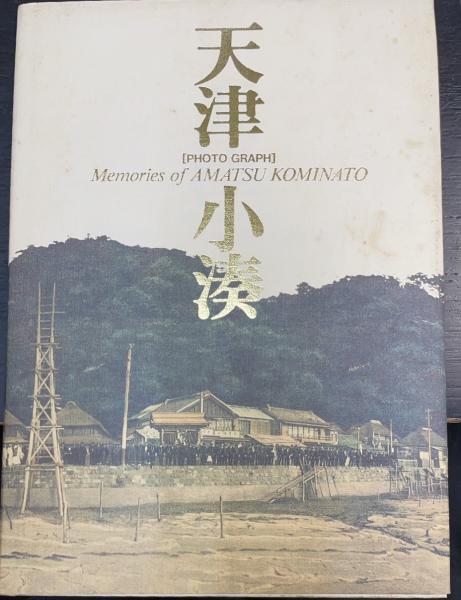 天津
[PHOTO GRAPH]
Memories of AMATSU KOMINATO
小湊